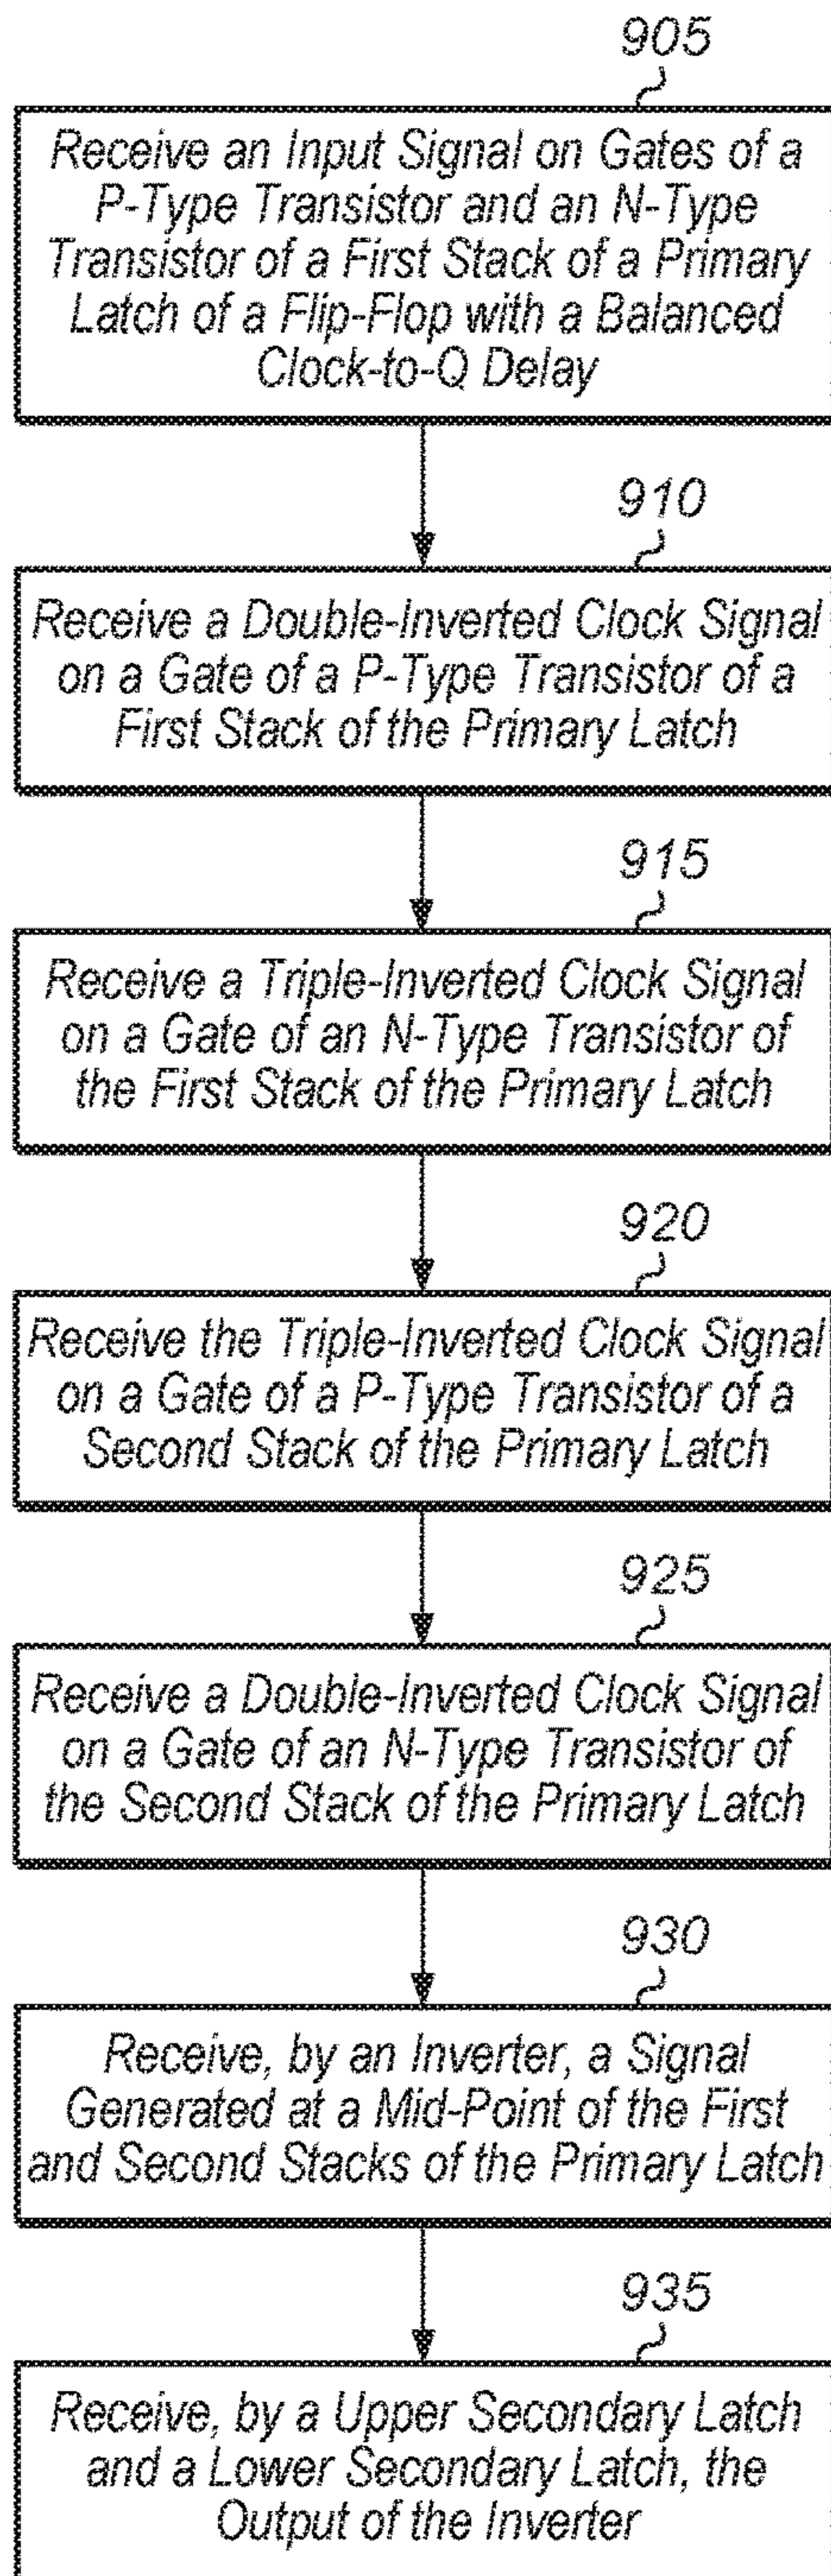 905
Receive an Input Signal on Gates of a
P-Type Transistor and an N-Type
Transistor of a First Stack of a Primary
Latch of a Flip-Flop with a Balanced
Clock-to-Q Delay
910
Receive a Double-Inverted Clock Signal
on a Gate of a P-Type Transistor of a
First Stack of the Primary Latch
915
Receive a Triple-Inverted Clock Signal
on a Gate of an N-Type Transistor of
the First Stack of the Primary Latch
920
Receive the Triple-Inverted Clock Signal
on a Gate of a P-Type Transistor of a
Second Stack of the Primary Latch
925
Receive a Double-Inverted Clock Signal
on a Gate of an N-Type Transistor of
the Second Stack of the Primary Latch
930
Receive, by an Inverter, a Signal
Generated at a Mid-Point of the First
and Second Stacks of the Primary Latch
935
Receive, by a Upper Secondary Latch
and a Lower Secondary Latch, the
Output of the Inverter